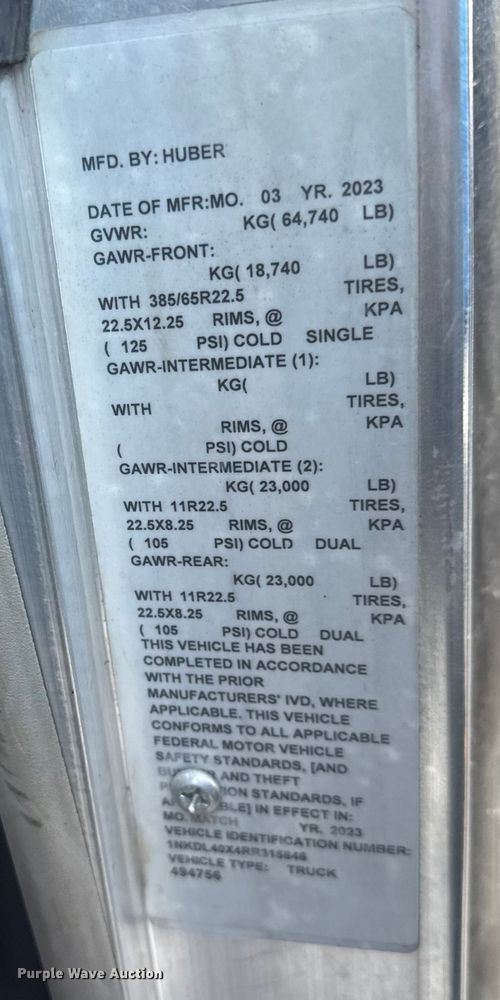 MFD. BY: HUBER
DATE OF MFR:MO. 03 YR. 2023
GVWR: KG( 64,740 LB)
GAWR-FRONT:
KG( 18,740 LB)
WITH 385/65R22.5 TIRES,
22.5X12.25 RIMS, @ KPA
( 125 PSI) COLD SINGLE
GAWR-INTERMEDIATE (1):
KG( LB)
WITH TIRES,
RIMS, @ KPA
( PSI) COLD
GAWR-INTERMEDIATE (2):
KG( 23,000 LB)
WITH 11R22.5 TIRES,
22.5X8.25 RIMS, @ KPA
( 105 PSI) COLD DUAL
GAWR-REAR:
KG( 23,000 LB)
WITH 11R22.5 TIRES,
22.5X8.25 RIMS, @ KPA
( 105 PSI) COLD DUAL
THIS VEHICLE HAS BEEN
COMPLETED IN ACCORDANCE
WITH THE PRIOR
MANUFACTURERS' IVD, WHERE
APPLICABLE. THIS VEHICLE
CONFORMS TO ALL APPLICABLE
FEDERAL MOTOR VEHICLE
SAFETY STANDARDS, [AND
AND THEFT
STANDARDS, IF
IN EFFECT IN:
MO. MATCH YR. 2023
VEHICLE IDENTIFICATION NUMBER:
1NKDL40X4RR315646
VEHICLE TYPE: TRUCK
494756
Purple Wave Auction